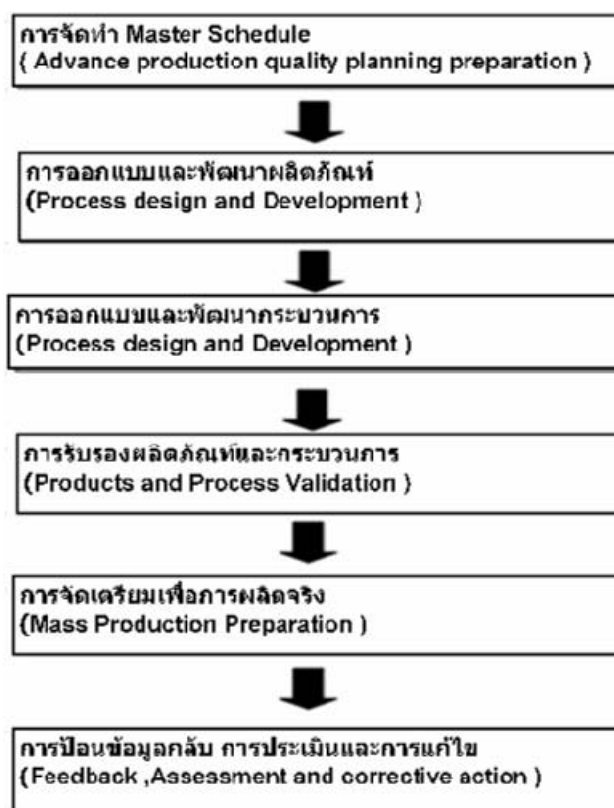 การจัดทำ Master Schedule
( Advance production quality planning preparation )
การออกแบบและพัฒนาผลิตภัณฑ์
(Process design and Development )
การออกแบบและพัฒนากระบวนการ
(Process design and Development )
การรับรองผลิตภัณฑ์และกระบวนการ
(Products and Process Validation )
การจัดเตรียมเพื่อการผลิตจริง
(Mass Production Preparation )
การป้อนข้อมูลกลับ การประเมินและการแก้ไข
(Feedback ,Assessment and corrective action )